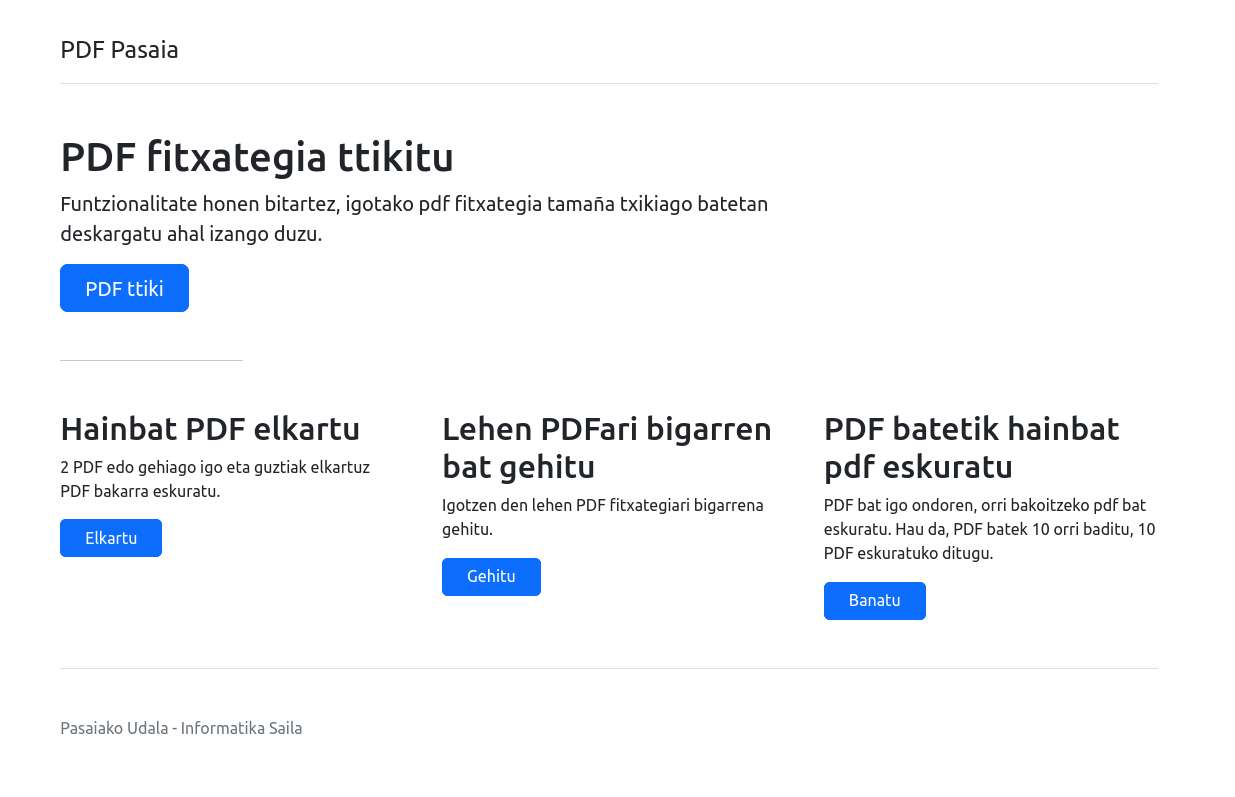 PDF Pasaia
PDF fitxategia ttikitu
Funtzionalitate honen bitartez, igotako pdf fitxategia tamaña txikiago batetan
deskargatu ahal izango duzu.
PDF ttiki
Hainbat PDF elkartu
2 PDF edo gehiago igo eta guztiak elkartuz
PDF bakarra eskuratu.
Elkartu
Lehen PDFari bigarren
bat gehitu
Igotzen den lehen PDF fitxategiari bigarrena
gehitu.
Gehitu
PDF batetik hainbat
pdf eskuratu
PDF bat igo ondoren, orri bakoitzeko pdf bat
eskuratu. Hau da, PDF batek 10 orri baditu, 10
PDF eskuratuko ditugu.
Banatu
Pasaiako Udala - Informatika Saila